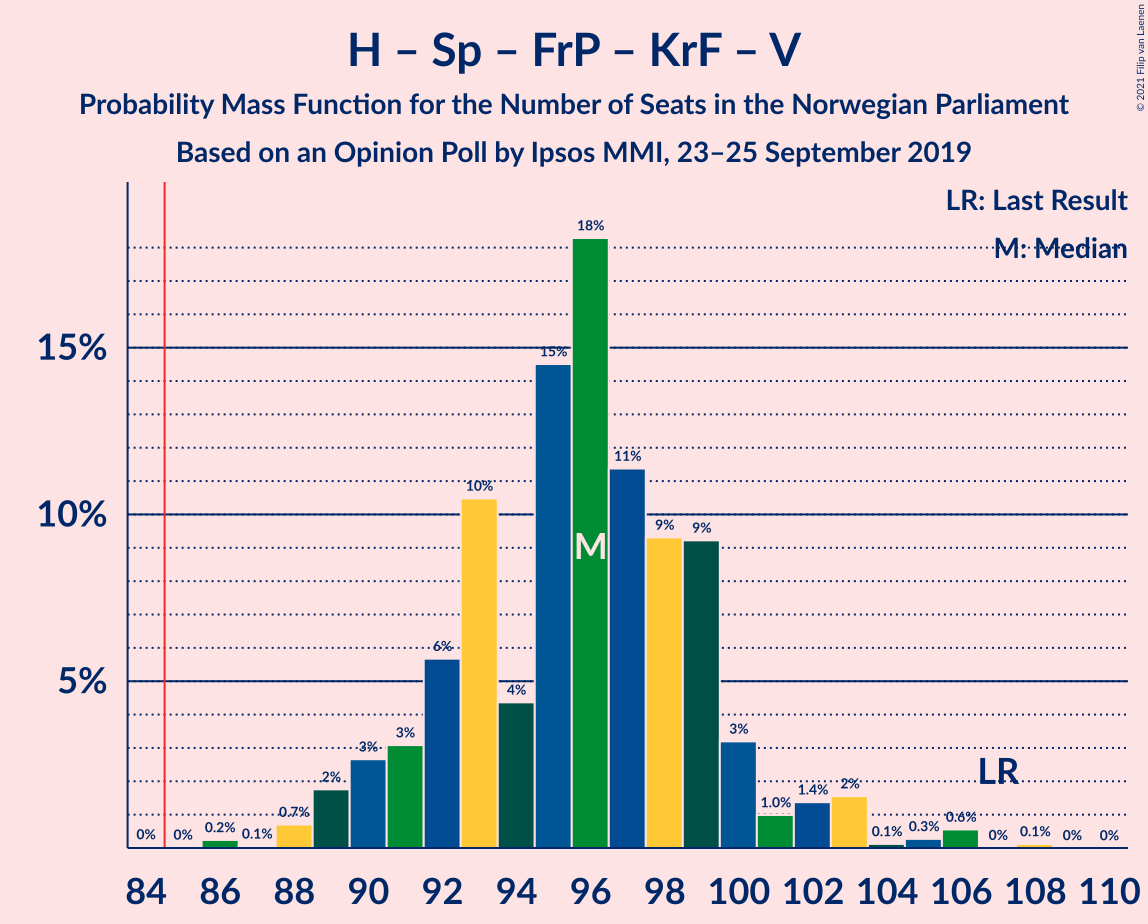 H – Sp – FrP – KrF – V
Probability Mass Function for the Number of Seats in the Norwegian Parliament
Based on an Opinion Poll by Ipsos MMI, 23–25 September 2019
© 2021 Filip van Laenen
LR: Last Result
M: Median
15%
10%
5%
0% 0% 0.2% 0.1% 0.7% 2% 3% 3% 6% 10% 4% 15% 18% 11% 9% 9% 3% 1.0% 1.4% 2% 0.1% 0.3% 0.6% 0% 0.1% 0% 0%
M
LR
84 86 88 90 92 94 96 98 100 102 104 106 108 110